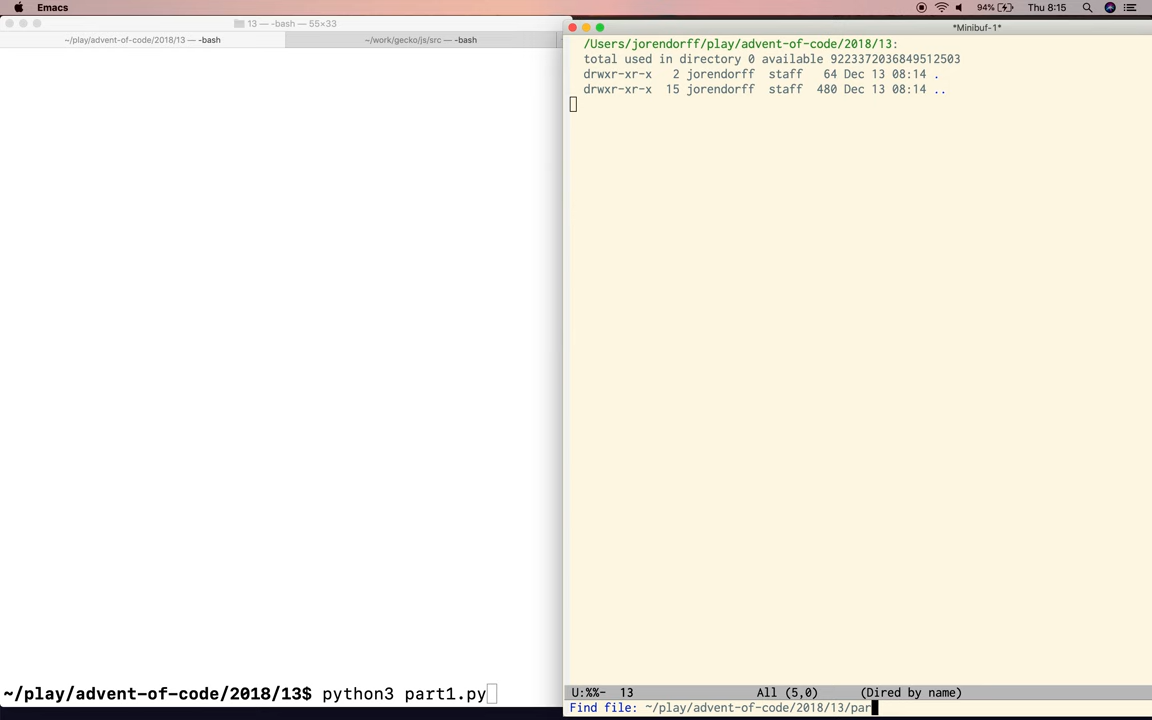 Emacs
94%
Thu 8:15
13 — -bash — 55×33
~/play/advent-of-code/2018/13 — -bash
~/work/gecko/js/src — -bash
~/play/advent-of-code/2018/13$ python3 part1.py
*Minibuf-1*
/Users/jorendorff/play/advent-of-code/2018/13:
total used in directory 0 available 9223372036849512503
drwxr-xr-x   2 jorendorff  staff   64 Dec 13 08:14 .
drwxr-xr-x  15 jorendorff  staff  480 Dec 13 08:14 ..
U:%%-  13                  All (5,0)      (Dired by name)
Find file: ~/play/advent-of-code/2018/13/par